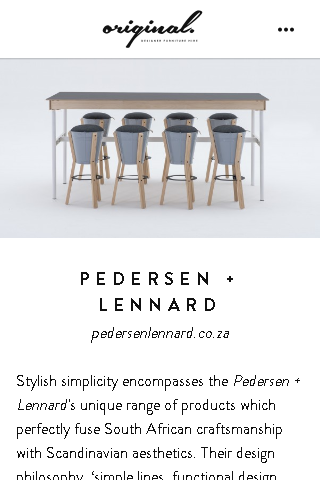 original.
DESIGNER FURNITURE HIRE
PEDERSEN +
LENNARD
pedersenlennard.co.za
Stylish simplicity encompasses the Pedersen +
Lennard's unique range of products which
perfectly fuse South African craftsmanship
with Scandinavian aesthetics. Their design
philosophy, ‘simple lines, functional design